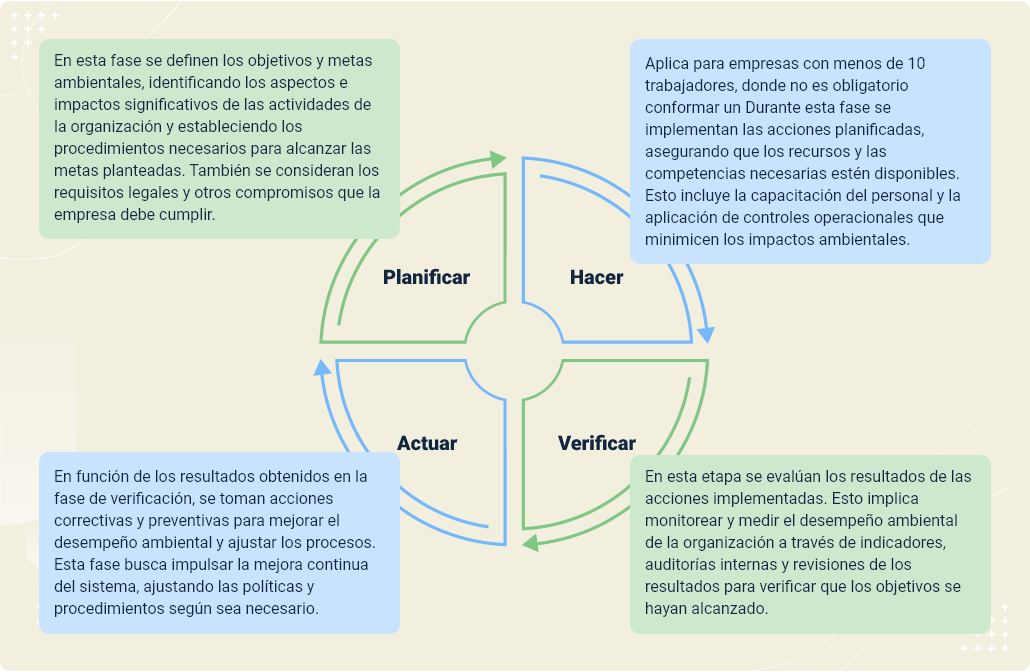 En esta fase se definen los objetivos y metas
ambientales, identificando los aspectos e
impactos significativos de las actividades de
la organización y estableciendo los
procedimientos necesarios para alcanzar las
metas planteadas. También se consideran los
requisitos legales y otros compromisos que la
empresa debe cumplir.
Aplica para empresas con menos de 10
trabajadores, donde no es obligatorio
conformar un Durante esta fase se
implementan las acciones planificadas,
asegurando que los recursos y las
competencias necesarias estén disponibles.
Esto incluye la capacitación del personal y la
aplicación de controles operacionales que
minimicen los impactos ambientales.
Planificar
Hacer
Actuar
Verificar
En función de los resultados obtenidos en la
fase de verificación, se toman acciones
correctivas y preventivas para mejorar el
desempeño ambiental y ajustar los procesos.
Esta fase busca impulsar la mejora continua
del sistema, ajustando las políticas y
procedimientos según sea necesario.
En esta etapa se evalúan los resultados de las
acciones implementadas. Esto implica
monitorear y medir el desempeño ambiental
de la organización a través de indicadores,
auditorías internas y revisiones de los
resultados para verificar que los objetivos se
hayan alcanzado.